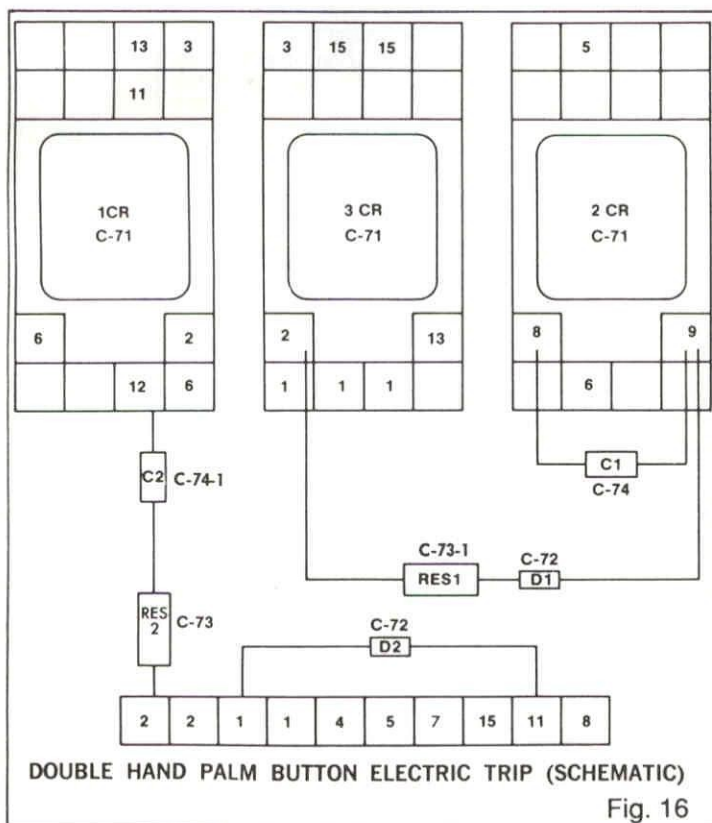 13 3 3 15 15 5
11
1CR 3 CR 2 CR
C-71 C-71 C-71
6 2 2 13 8 9
12 6 1 1 1 6
C2 C-74-1 C1
C-74
C-73-1 C-72
RES1 D1
RES C-73
2
C-72
D2
2 2 1 1 4 5 7 15 11 8
DOUBLE HAND PALM BUTTON ELECTRIC TRIP (SCHEMATIC)
Fig. 16